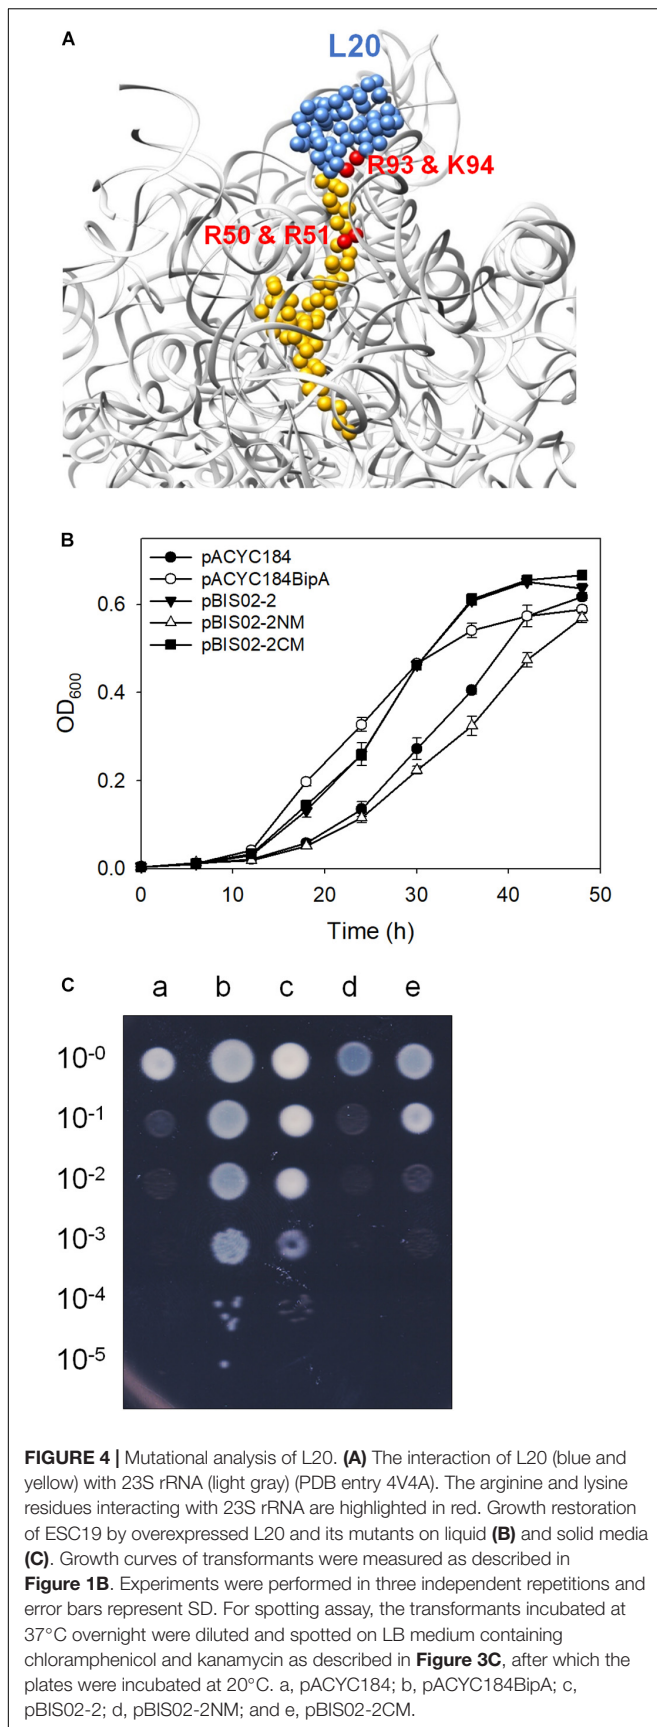 A
L20
R93 & K94
R50 & R51
B
pACYC184
pACYC184BipA
pBIS02-2
pBIS02-2NM
pBIS02-2CM
OD600
0.6
0.4
0.2
0.0
0 10 20 30 40 50
Time (h)
C
a b c d e
10-0
10-1
10-2
10-3
10-4
10-5
FIGURE 4 | Mutational analysis of L20. (A) The interaction of L20 (blue and
yellow) with 23S rRNA (light gray) (PDB entry 4V4A). The arginine and lysine
residues interacting with 23S rRNA are highlighted in red. Growth restoration
of ESC19 by overexpressed L20 and its mutants on liquid (B) and solid media
(C). Growth curves of transformants were measured as described in
Figure 1B. Experiments were performed in three independent repetitions and
error bars represent SD. For spotting assay, the transformants incubated at
37°C overnight were diluted and spotted on LB medium containing
chloramphenicol and kanamycin as described in Figure 3C, after which the
plates were incubated at 20°C. a, pACYC184; b, pACYC184BipA; c,
pBIS02-2; d, pBIS02-2NM; and e, pBIS02-2CM.